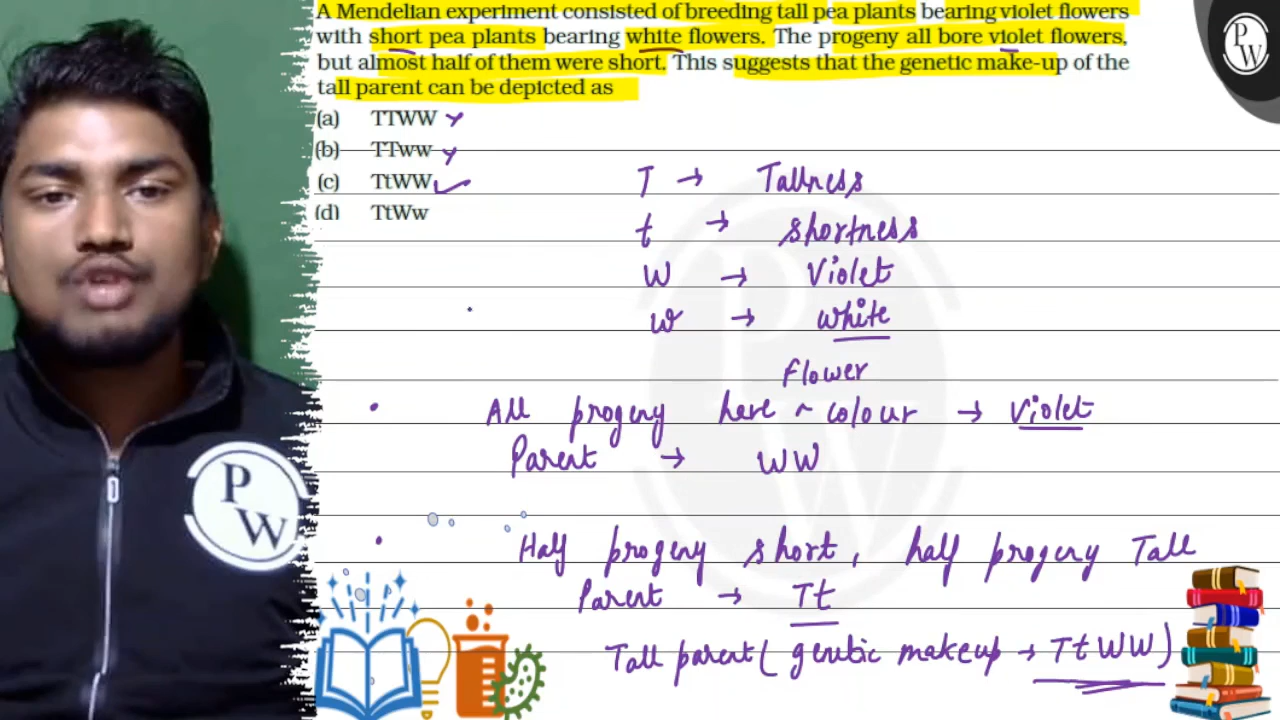 A Mendelian experiment consisted of breeding tall pea plants bearing violet flowers
with short pea plants bearing white flowers. The progeny all bore violet flowers,
but almost half of them were short. This suggests that the genetic make-up of the
tall parent can be depicted as
(a) TTWW
(b) TTww
(c) TtWW
(d) TtWw
T → Tallness
t → shortness
W → Violet
w → white
Flower
All progeny have ^ colour → violet
Parent → WW
Half progeny short, half progeny Tall
Parent → Tt
Tall parent ( genetic makeup → TtWW )
P
W
P
W